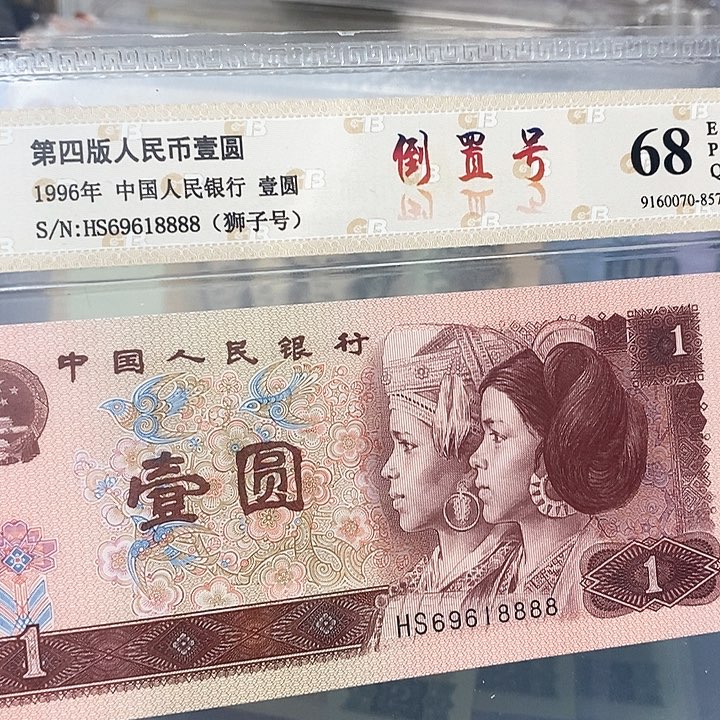 第四版人民币壹圆
1996年 中国人民银行 壹圆
S/N:HS69618888（狮子号）
倒置号
68
E
P
Q
9160070-857
中国人民银行
壹圆
1
1
1
HS69618888